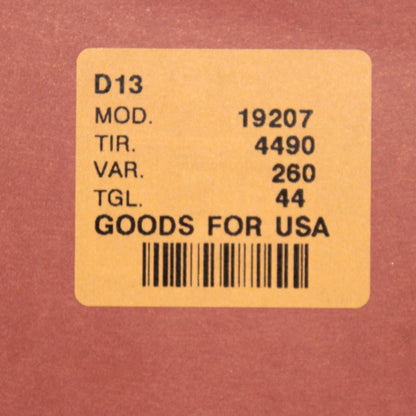 D13
MOD. 19207
TIR. 4490
VAR. 260
TGL. 44
GOODS FOR USA